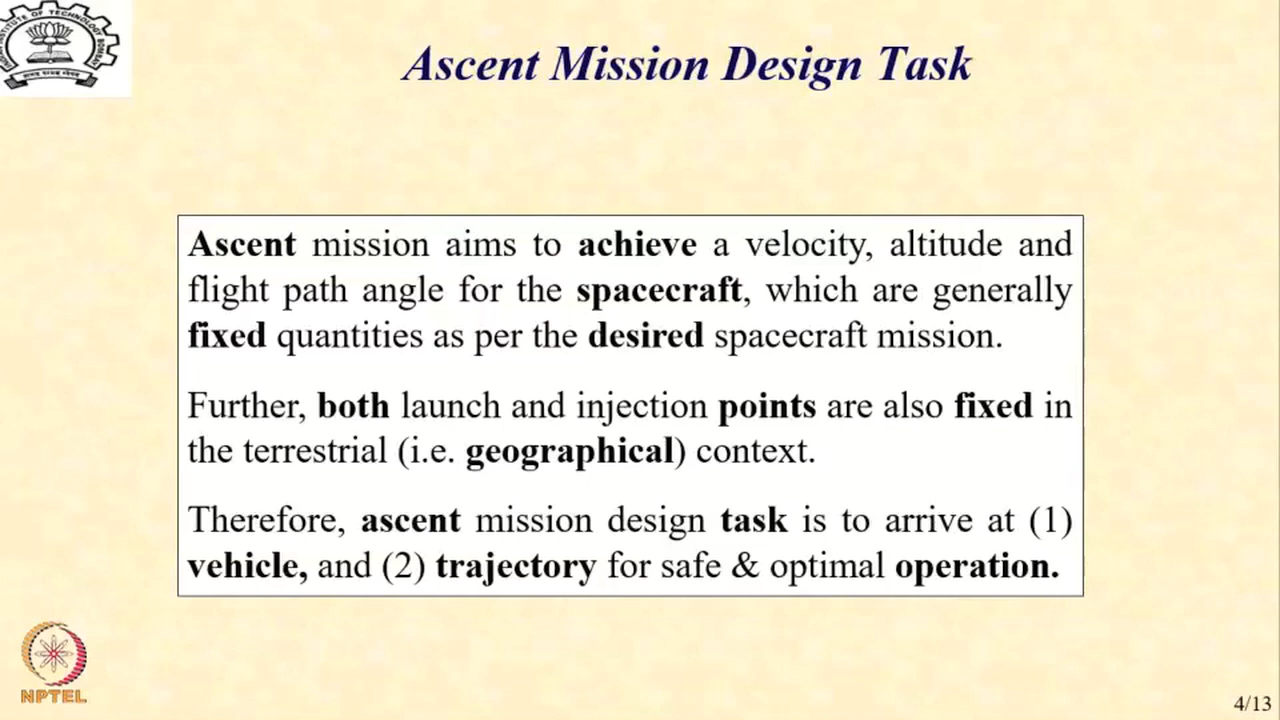 Ascent Mission Design Task
Ascent mission aims to achieve a velocity, altitude and
flight path angle for the spacecraft, which are generally
fixed quantities as per the desired spacecraft mission.
Further, both launch and injection points are also fixed in
the terrestrial (i.e. geographical) context.
Therefore, ascent mission design task is to arrive at (1)
vehicle, and (2) trajectory for safe & optimal operation.
NPTEL
4/13